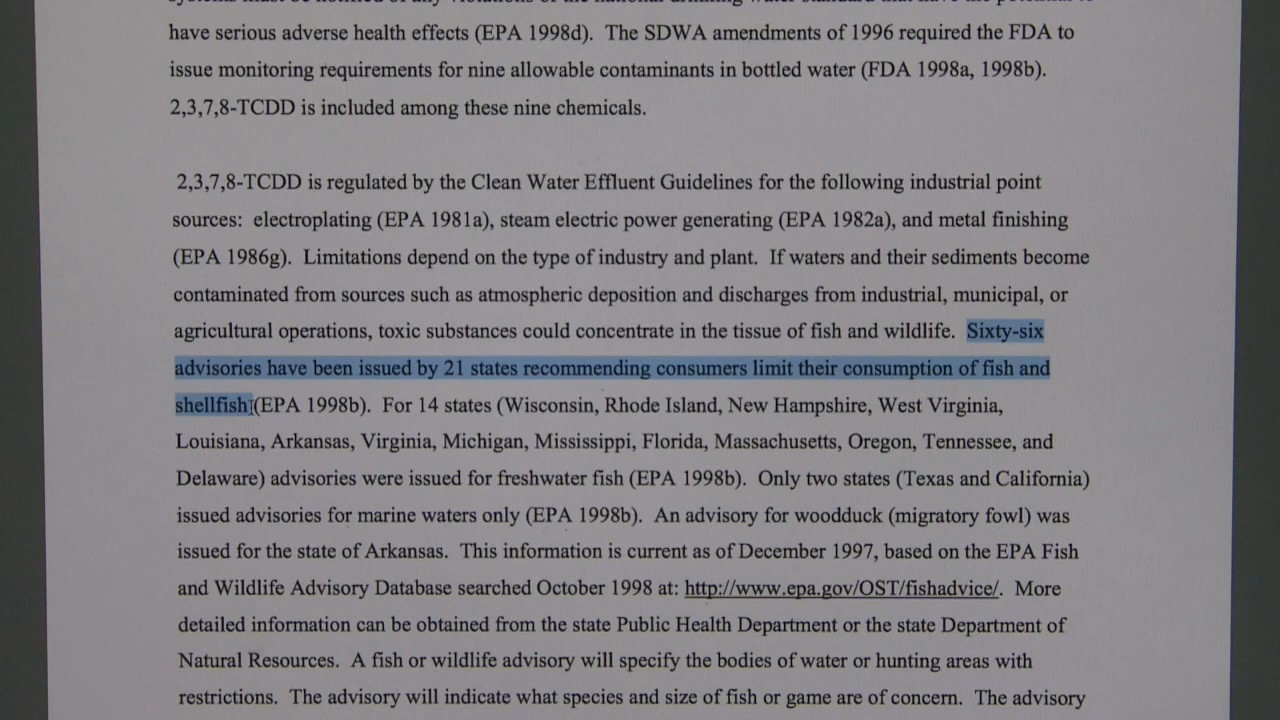 have serious adverse health effects (EPA 1998d). The SDWA amendments of 1996 required the FDA to
issue monitoring requirements for nine allowable contaminants in bottled water (FDA 1998a, 1998b).
2,3,7,8-TCDD is included among these nine chemicals.
2,3,7,8-TCDD is regulated by the Clean Water Effluent Guidelines for the following industrial point
sources: electroplating (EPA 1981a), steam electric power generating (EPA 1982a), and metal finishing
(EPA 1986g). Limitations depend on the type of industry and plant. If waters and their sediments become
contaminated from sources such as atmospheric deposition and discharges from industrial, municipal, or
agricultural operations, toxic substances could concentrate in the tissue of fish and wildlife. Sixty-six
advisories have been issued by 21 states recommending consumers limit their consumption of fish and
shellfish (EPA 1998b). For 14 states (Wisconsin, Rhode Island, New Hampshire, West Virginia,
Louisiana, Arkansas, Virginia, Michigan, Mississippi, Florida, Massachusetts, Oregon, Tennessee, and
Delaware) advisories were issued for freshwater fish (EPA 1998b). Only two states (Texas and California)
issued advisories for marine waters only (EPA 1998b). An advisory for woodduck (migratory fowl) was
issued for the state of Arkansas. This information is current as of December 1997, based on the EPA Fish
and Wildlife Advisory Database searched October 1998 at: http://www.epa.gov/OST/fishadvice/. More
detailed information can be obtained from the state Public Health Department or the state Department of
Natural Resources. A fish or wildlife advisory will specify the bodies of water or hunting areas with
restrictions. The advisory will indicate what species and size of fish or game are of concern. The advisory